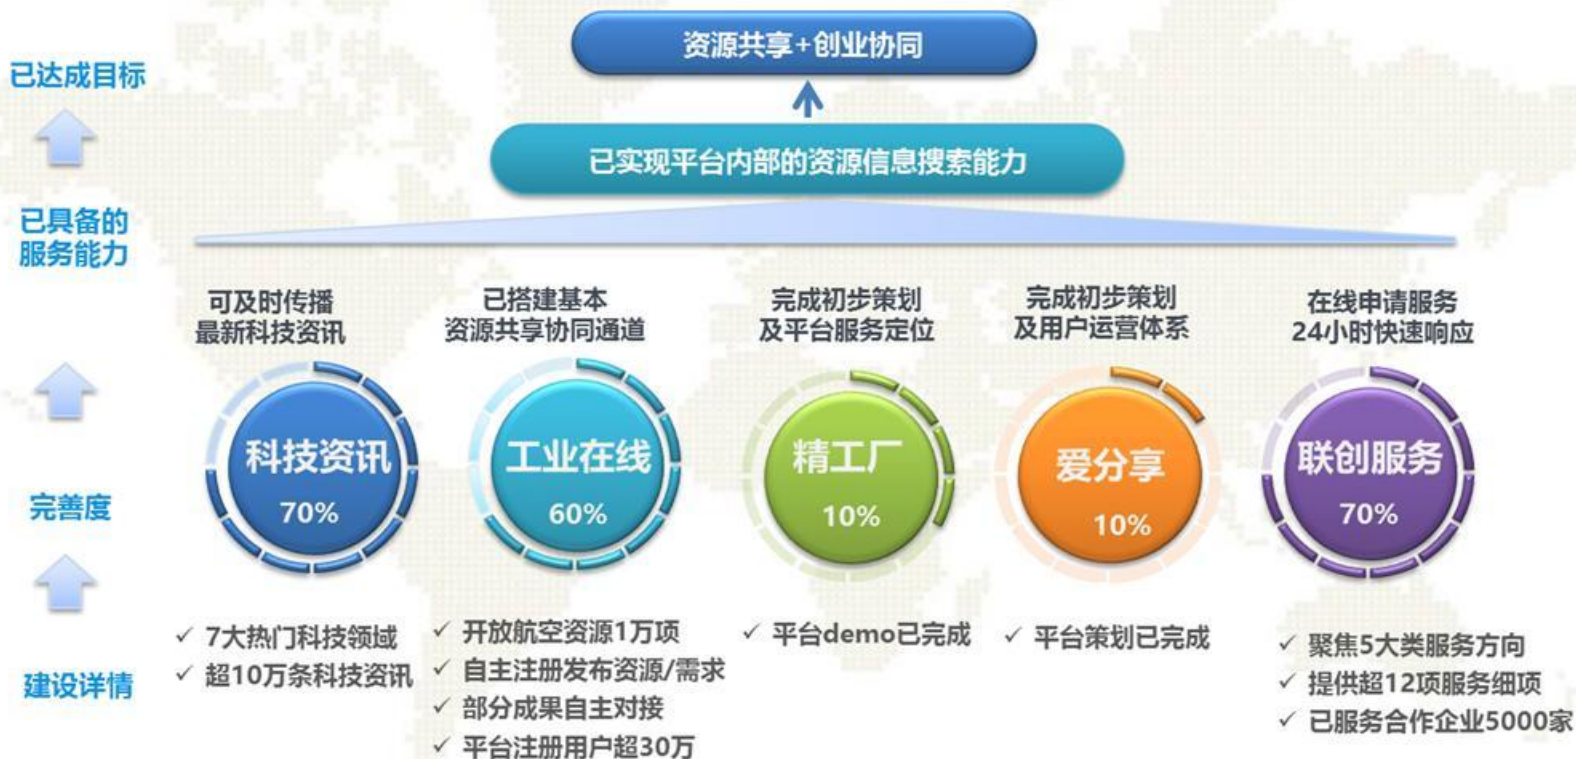 资源共享+创业协同
已达成目标
已实现平台内部的资源信息搜索能力
已具备的
服务能力
可及时传播
最新科技资讯
已搭建基本
资源共享协同通道
完成初步策划
及平台服务定位
完成初步策划
及用户运营体系
在线申请服务
24小时快速响应
完善度
科技资讯
70%
工业在线
60%
精工厂
10%
爱分享
10%
联创服务
70%
建设详情
✓ 7大热门科技领域
✓ 超10万条科技资讯
✓ 开放航空资源1万项
✓ 自主注册发布资源/需求
✓ 部分成果自主对接
✓ 平台注册用户超30万
✓ 平台demo已完成
✓ 平台策划已完成
✓ 聚焦5大类服务方向
✓ 提供超12项服务细项
✓ 已服务合作企业5000家